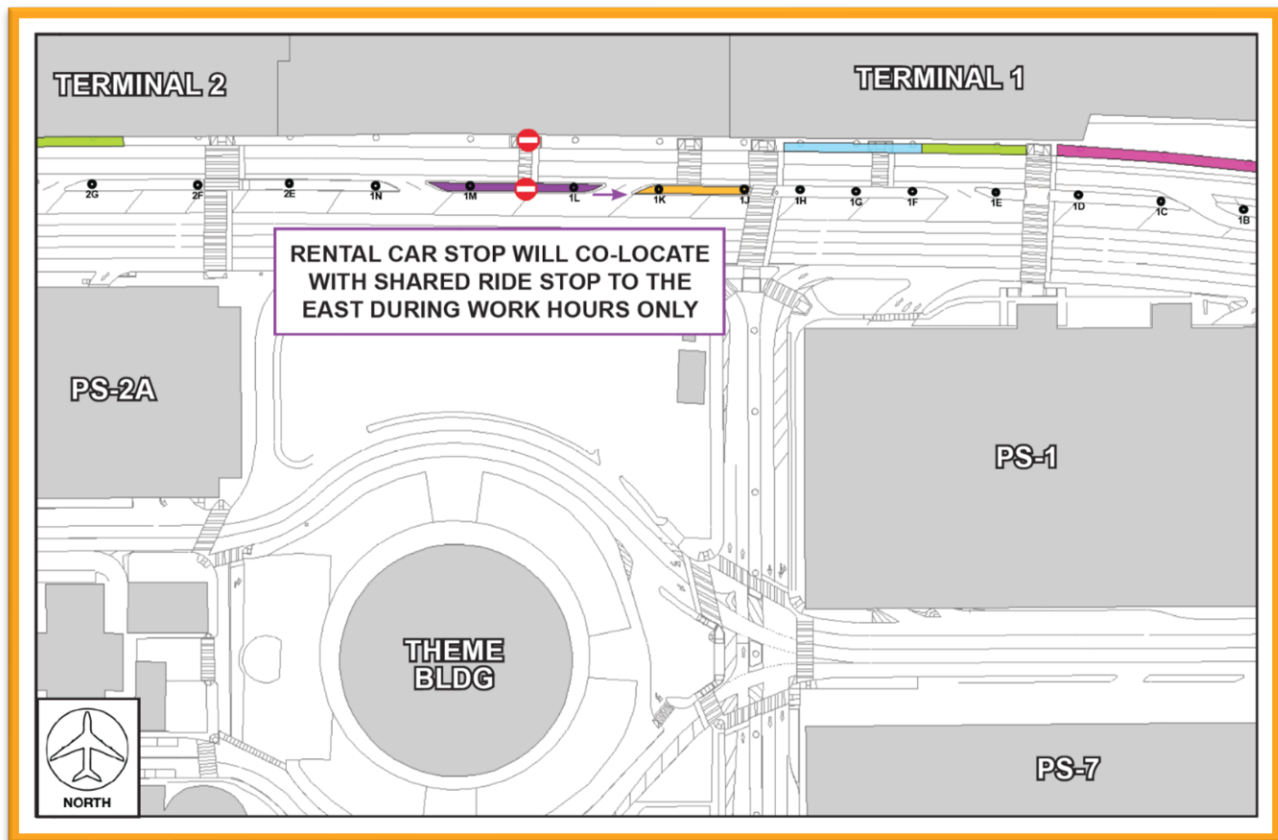 TERMINAL 2
TERMINAL 1
2G
2F
2E
1N
1M
1L
1K
1J
1H
1G
1F
1E
1D
1C
1B
RENTAL CAR STOP WILL CO-LOCATE
WITH SHARED RIDE STOP TO THE
EAST DURING WORK HOURS ONLY
PS-2A
PS-1
THEME
BLDG
PS-7
NORTH